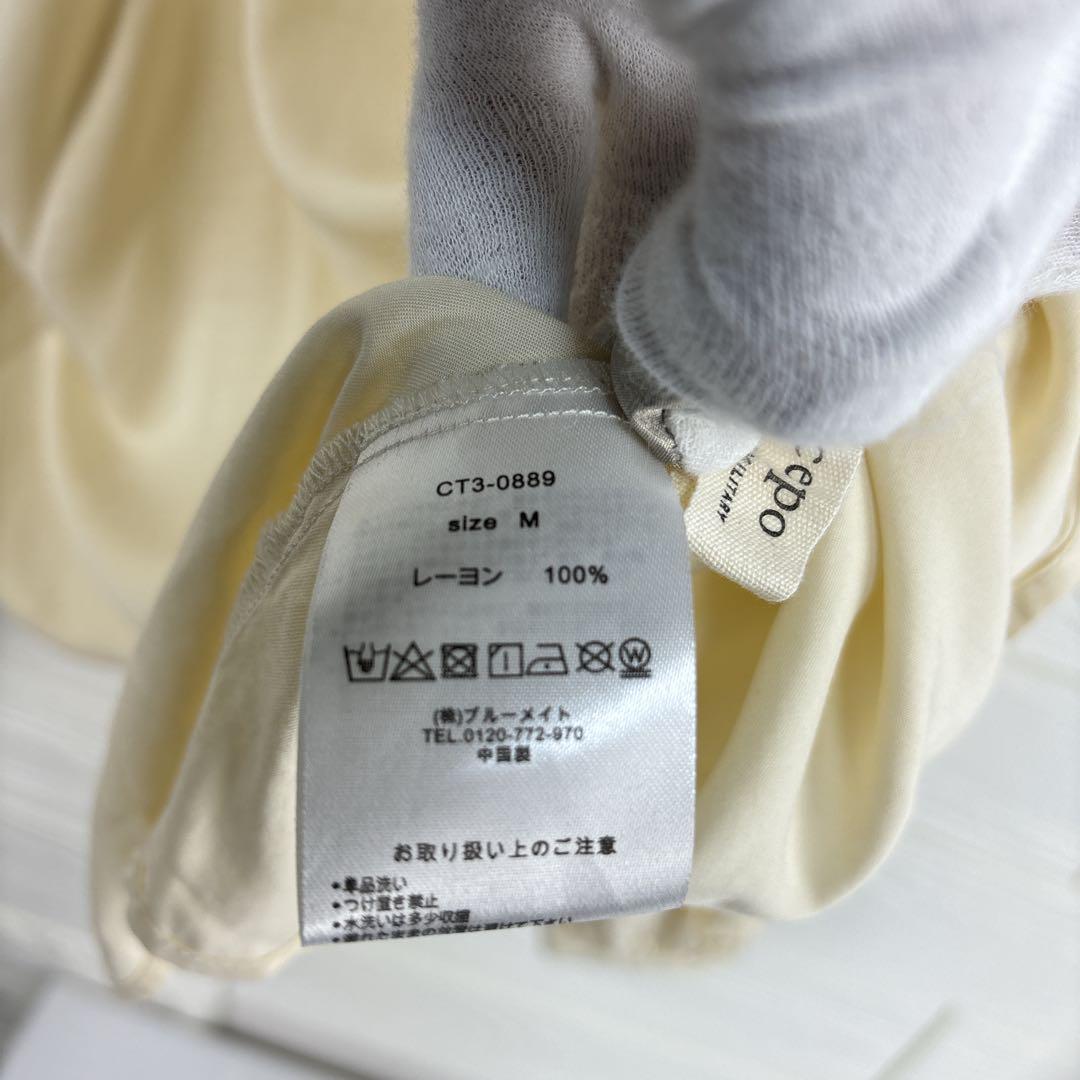 CT3-0889
size M
レーヨン 100%
(株)ブルーメイト
TEL.0120-772-970
中国製
お取り扱い上のご注意
•単品洗い
•つけ置き禁止
•水洗いは多少収縮
cepo
MILITARY